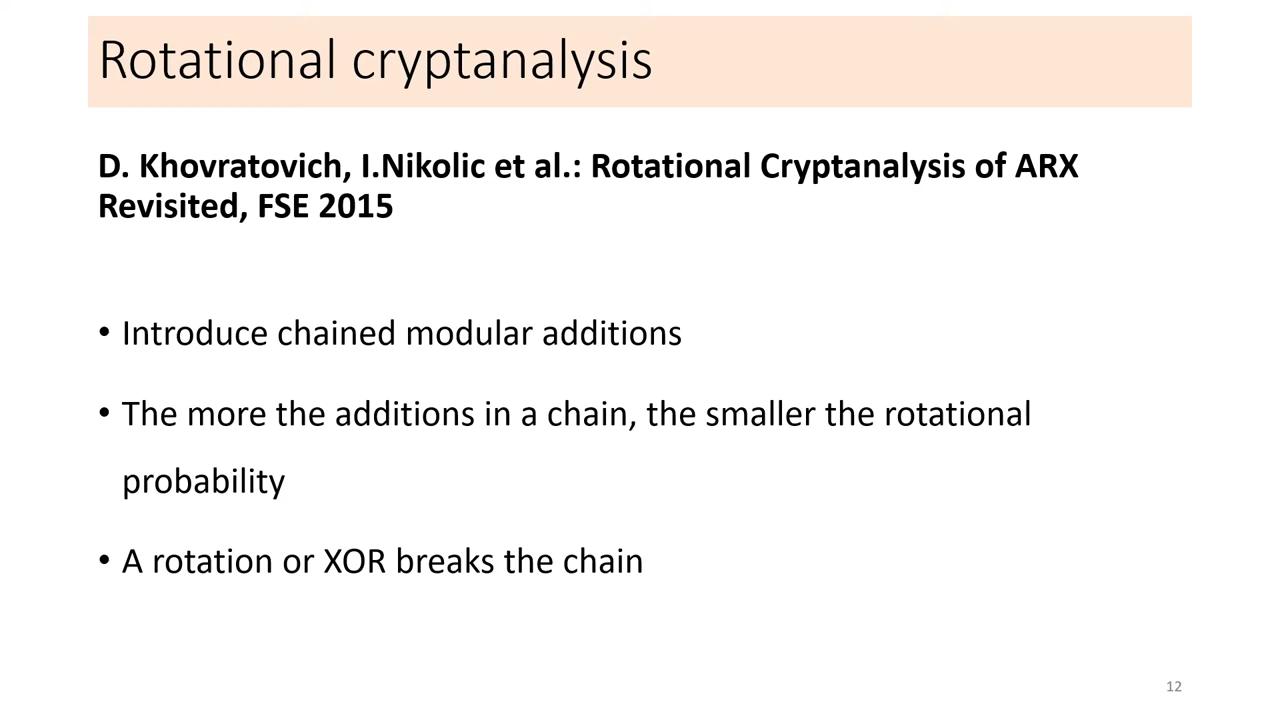 Rotational cryptanalysis
D. Khovratovich, I.Nikolic et al.: Rotational Cryptanalysis of ARX
Revisited, FSE 2015
• Introduce chained modular additions
• The more the additions in a chain, the smaller the rotational
probability
• A rotation or XOR breaks the chain
12